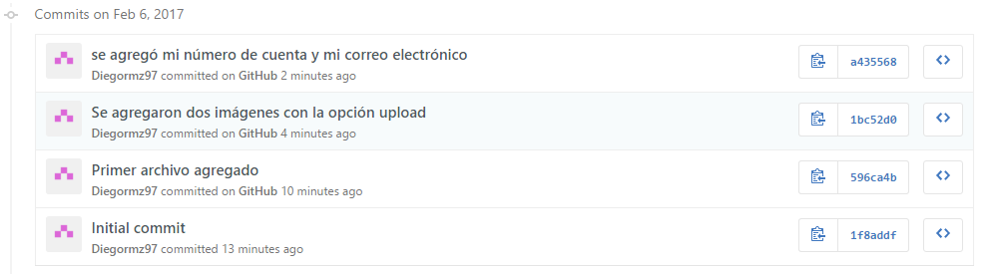 Commits on Feb 6, 2017
se agregó mi número de cuenta y mi correo electrónico
Diegormz97 committed on GitHub 2 minutes ago
a435568
Se agregaron dos imágenes con la opción upload
Diegormz97 committed on GitHub 4 minutes ago
1bc52d0
Primer archivo agregado
Diegormz97 committed on GitHub 10 minutes ago
596ca4b
Initial commit
Diegormz97 committed 13 minutes ago
1f8addf